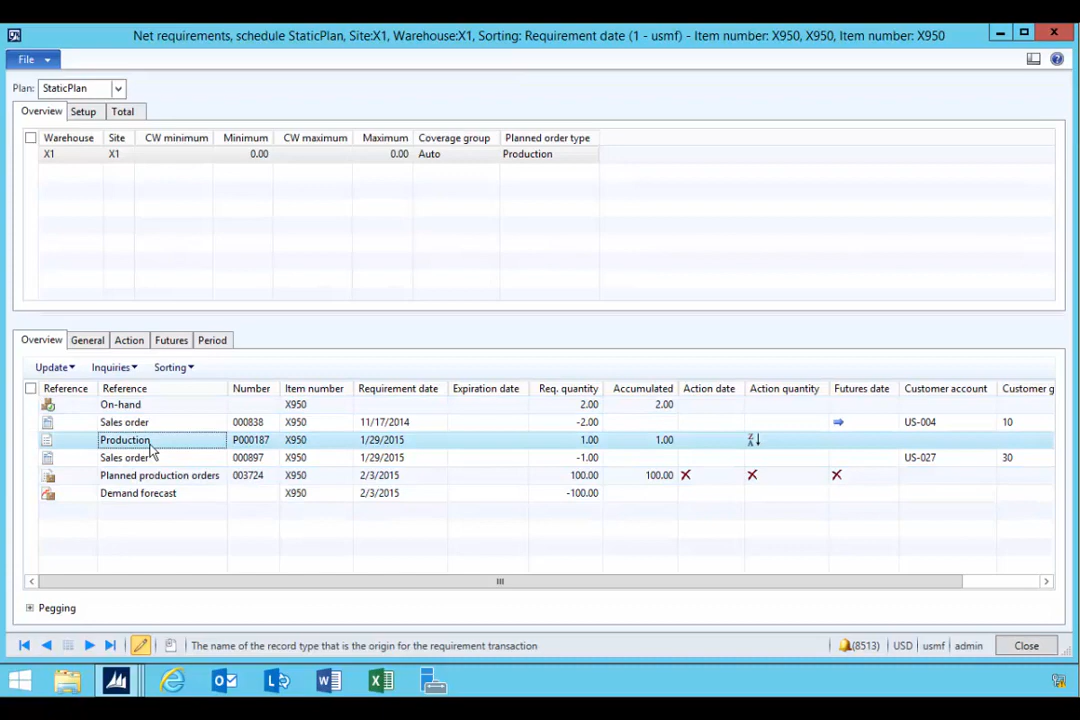 Net requirements, schedule StaticPlan, Site:X1, Warehouse:X1, Sorting: Requirement date (1 - usmf) - Item number: X950, X950, Item number: X950
File
Plan: StaticPlan
Overview Setup Total
Warehouse Site CW minimum Minimum CW maximum Maximum Coverage group Planned order type
X1 X1 0.00 0.00 Auto Production
Overview General Action Futures Period
Update Inquiries Sorting
Reference Reference Number Item number Requirement date Expiration date Req. quantity Accumulated Action date Action quantity Futures date Customer account Customer g
On-hand X950 2.00 2.00
Sales order 000838 X950 11/17/2014 -2.00 US-004 10
Production P000187 X950 1/29/2015 1.00 1.00
Sales order 000897 X950 1/29/2015 -1.00 US-027 30
Planned production orders 003724 X950 2/3/2015 100.00 100.00
Demand forecast X950 2/3/2015 -100.00
Pegging
The name of the record type that is the origin for the requirement transaction (8513) USD usmf admin Close